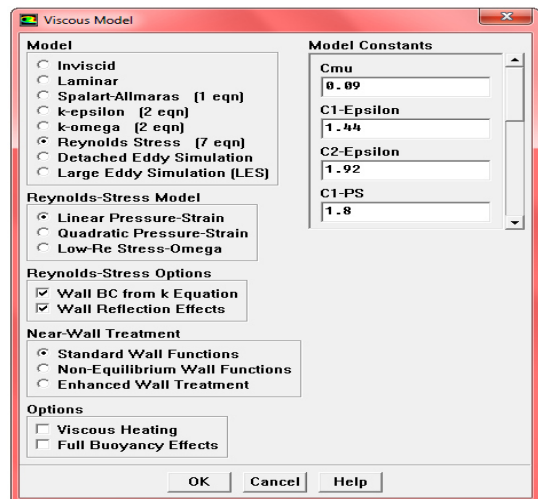 Viscous Model
Model
Inviscid
Laminar
Spalart-Allmaras (1 eqn)
k-epsilon (2 eqn)
k-omega (2 eqn)
Reynolds Stress (7 eqn)
Detached Eddy Simulation
Large Eddy Simulation (LES)
Reynolds-Stress Model
Linear Pressure-Strain
Quadratic Pressure-Strain
Low-Re Stress-Omega
Reynolds-Stress Options
Wall BC from k Equation
Wall Reflection Effects
Near-Wall Treatment
Standard Wall Functions
Non-Equilibrium Wall Functions
Enhanced Wall Treatment
Options
Viscous Heating
Full Buoyancy Effects
Model Constants
Cmu
0.09
C1-Epsilon
1.44
C2-Epsilon
1.92
C1-PS
1.8
OK Cancel Help